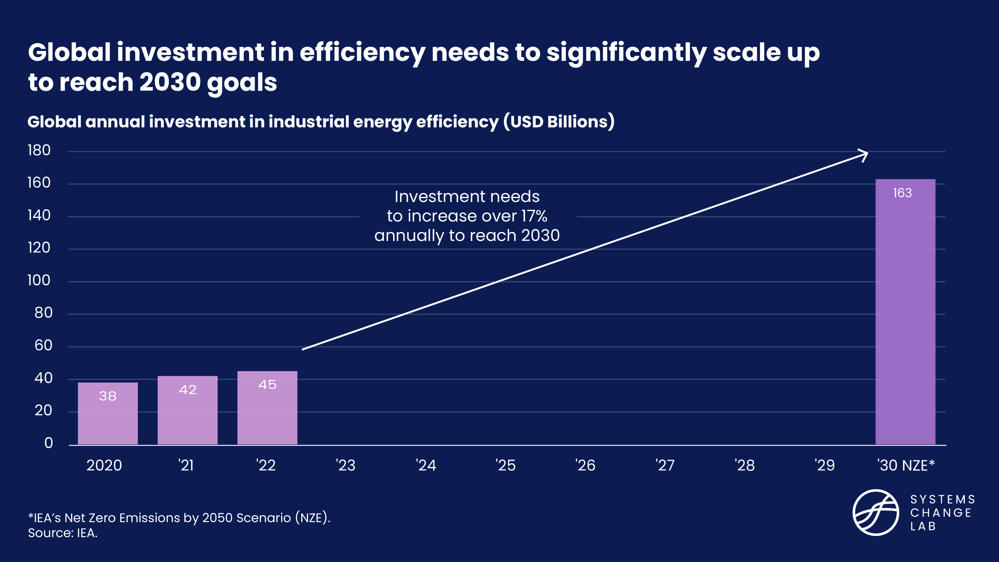 Global investment in efficiency needs to significantly scale up
to reach 2030 goals
Global annual investment in industrial energy efficiency (USD Billions)
180
160
140
120
100
80
60
40
20
0
Investment needs
to increase over 17%
annually to reach 2030
38
42
45
163
2020
'21
'22
'23
'24
'25
'26
'27
'28
'29
'30 NZE*
*IEA’s Net Zero Emissions by 2050 Scenario (NZE).
Source: IEA.
SYSTEMS
CHANGE
LAB